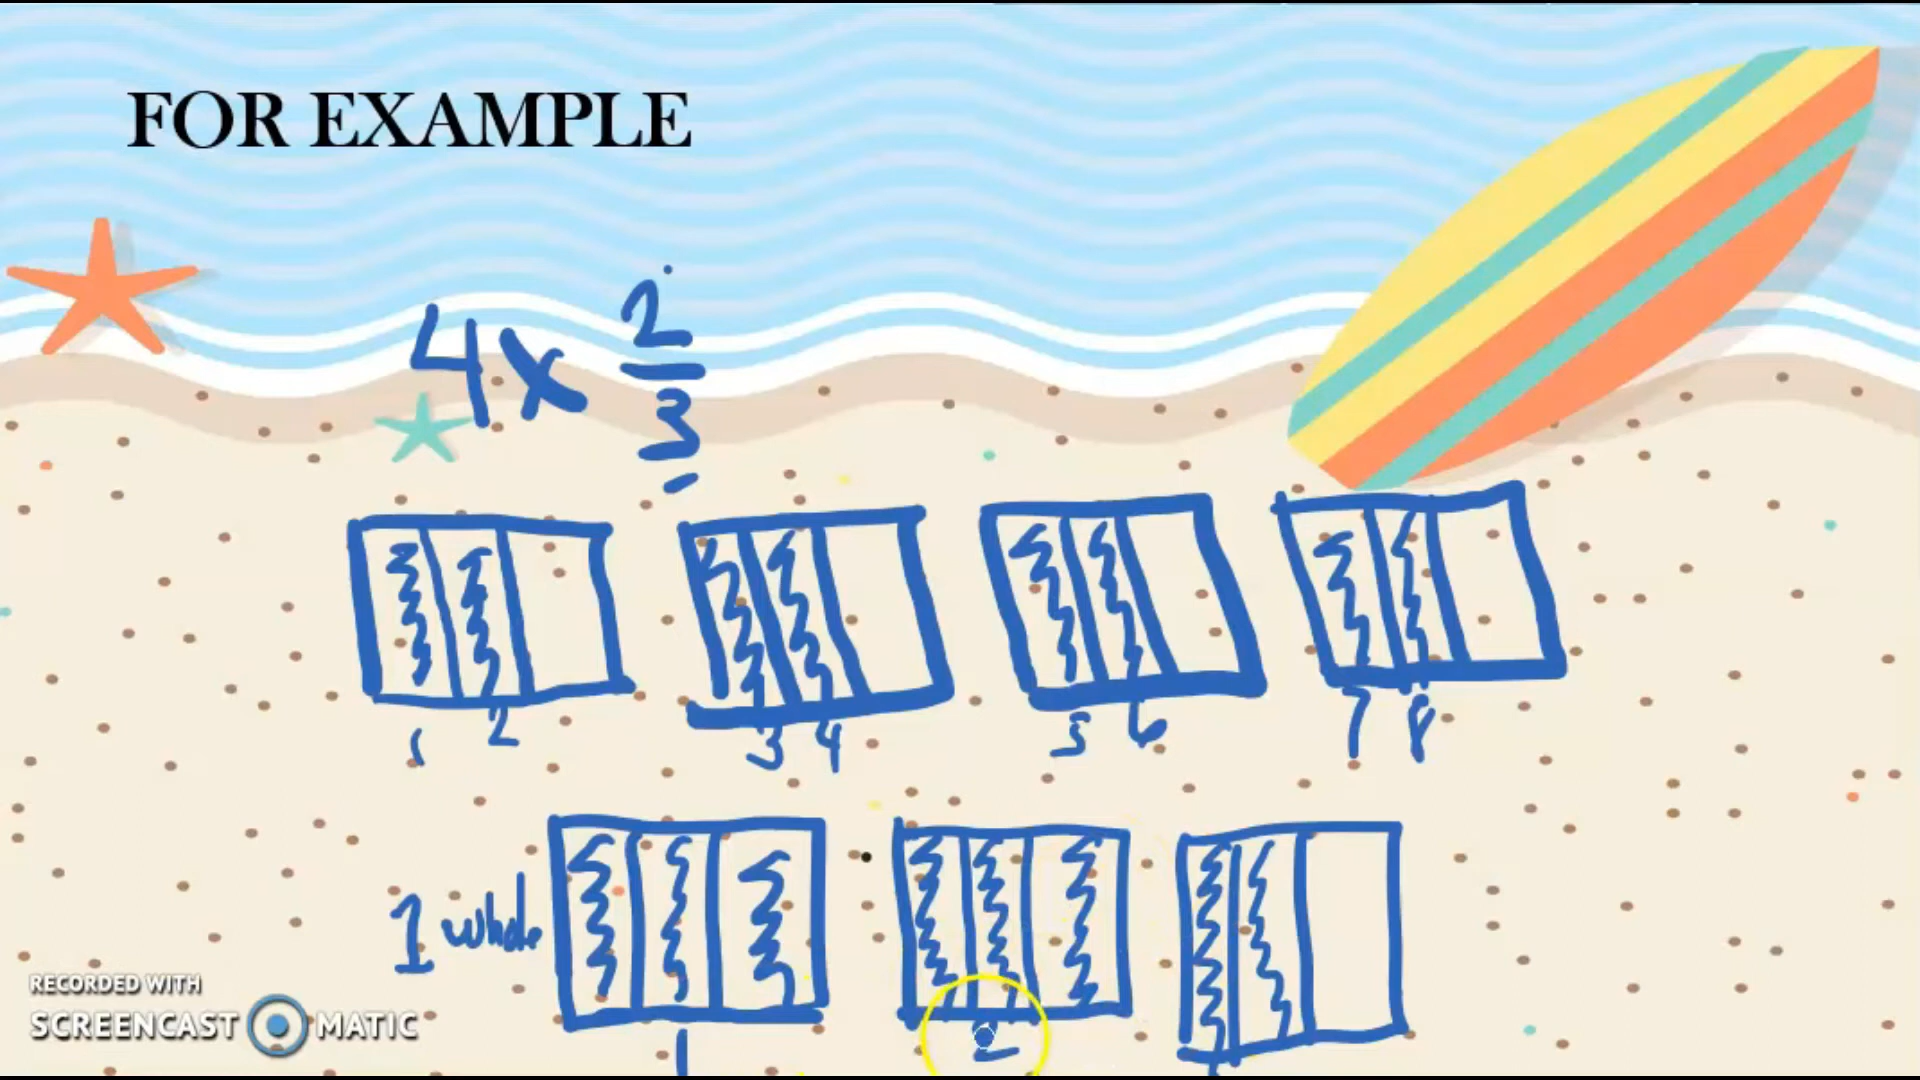 FOR EXAMPLE
4 x 2/3
1 2 3 4 5 6 7 8
1 whole
1 2
RECORDED WITH
SCREENCAST MATIC